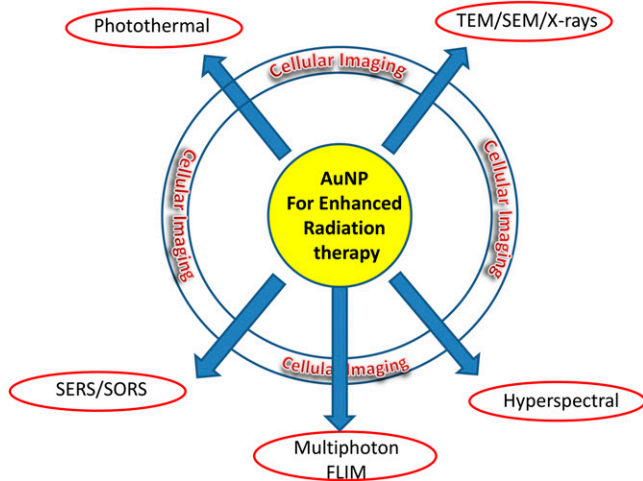 Photothermal
TEM/SEM/X-rays
Cellular Imaging
Cellular Imaging
Cellular Imaging
AuNP
For Enhanced
Radiation
therapy
Cellular Imaging
SERS/SORS
Hyperspectral
Multiphoton
FLIM